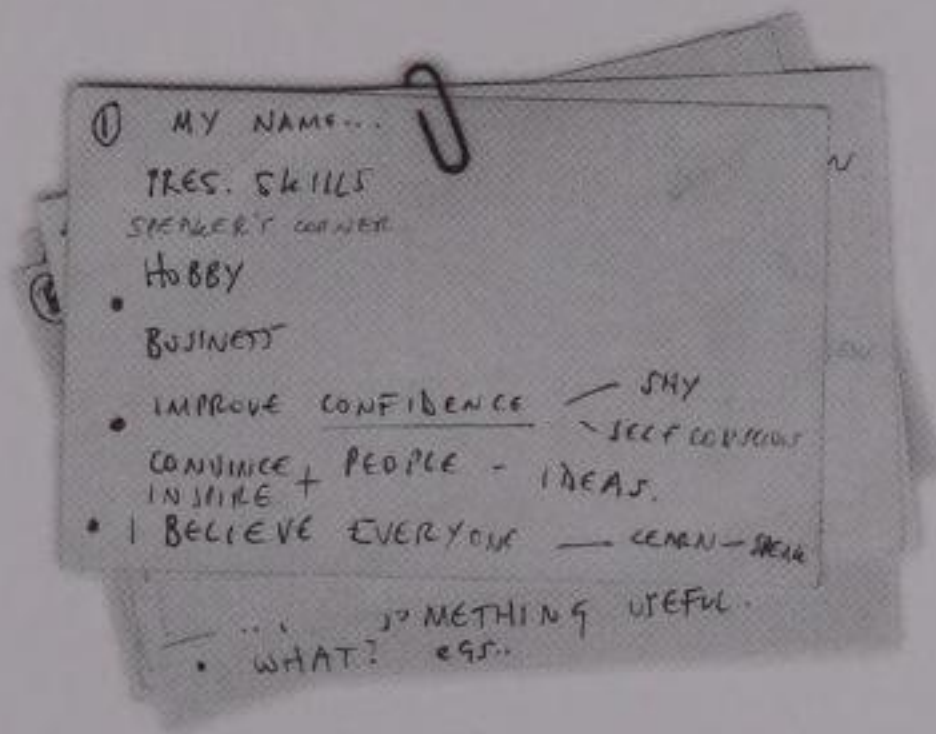 ① MY NAME...
PRES. SKILLS
SPEAKER'S CORNER
HOBBY
•
BUSINESS
• IMPROVE CONFIDENCE — SHY
SELF CONSCIOUS
CONVINCE + PEOPLE - IDEAS.
INSPIRE
• I BELIEVE EVERYONE — LEARN — SPEAK
... SOMETHING USEFUL.
• WHAT? eGS..
N